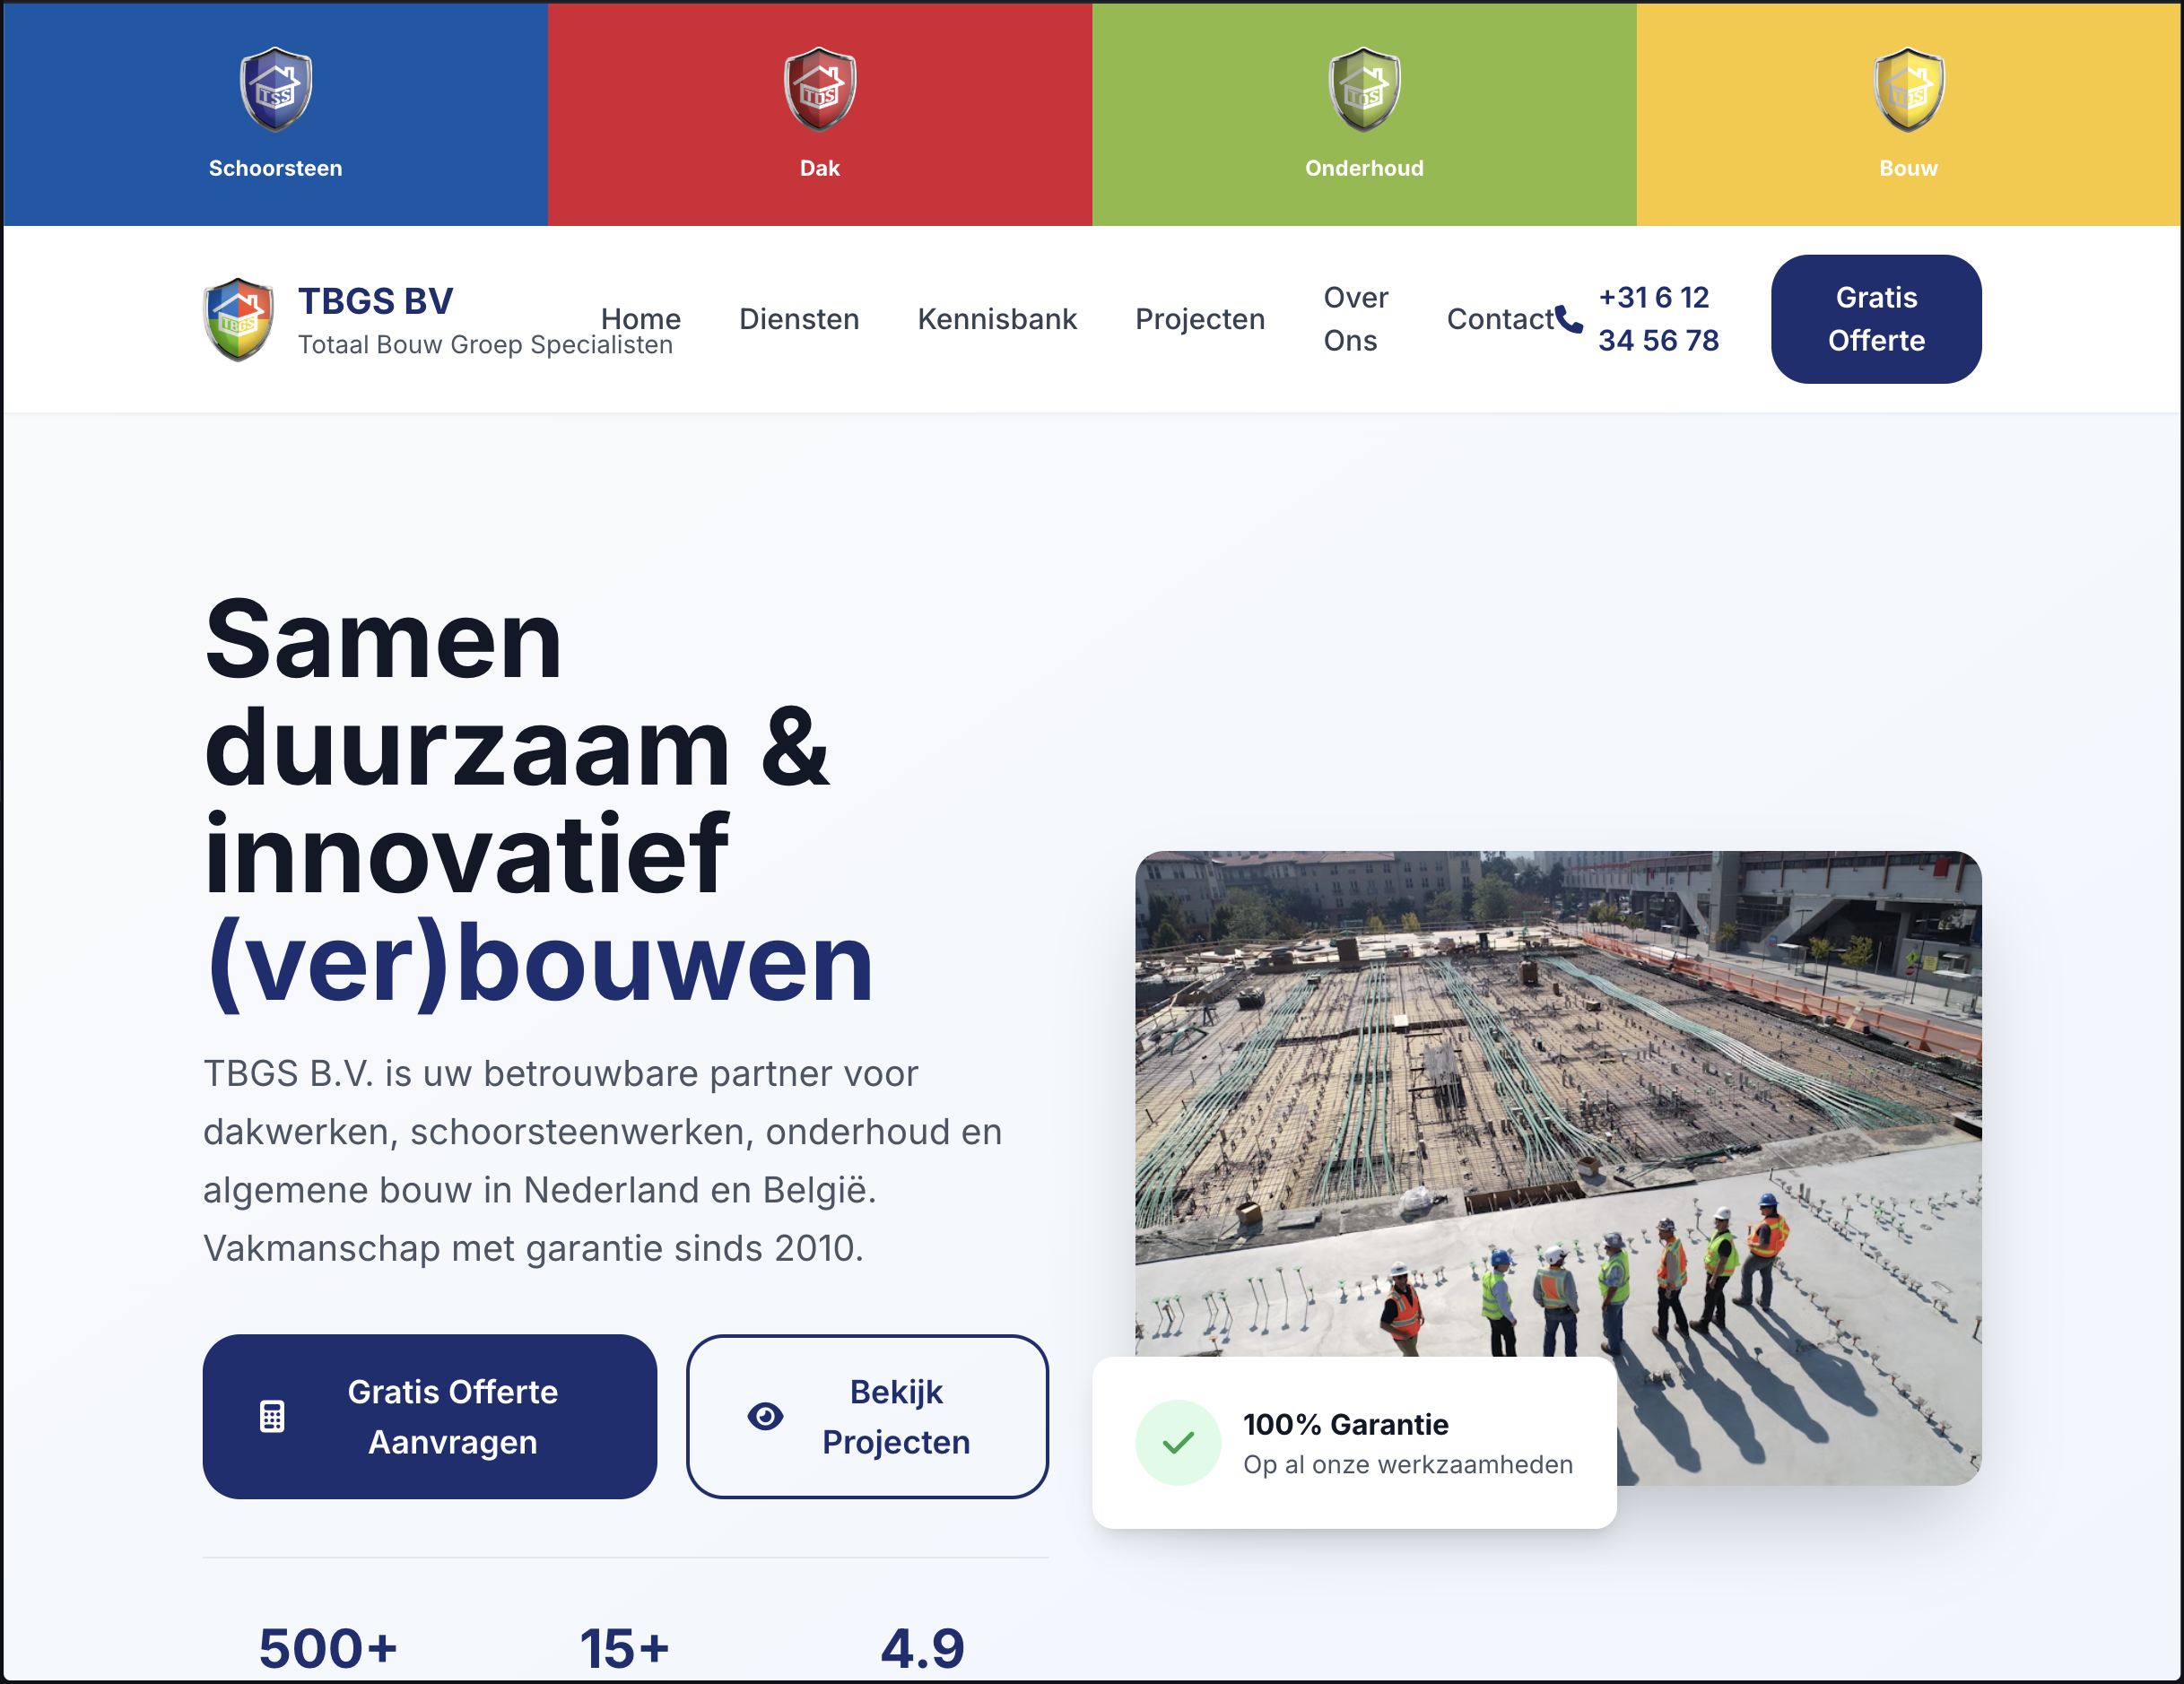 TSS
TDS
TOS
TBS
Schoorsteen
Dak
Onderhoud
Bouw
TBGS
TBGS BV
Totaal Bouw Groep Specialisten
Home
Diensten
Kennisbank
Projecten
Over
Ons
Contact
+31 6 12
34 56 78
Gratis
Offerte
Samen
duurzaam &
innovatief
(ver)bouwen
TBGS B.V. is uw betrouwbare partner voor
dakwerken, schoorsteenwerken, onderhoud en
algemene bouw in Nederland en België.
Vakmanschap met garantie sinds 2010.
Gratis Offerte
Aanvragen
Bekijk
Projecten
100% Garantie
Op al onze werkzaamheden
500+
15+
4.9